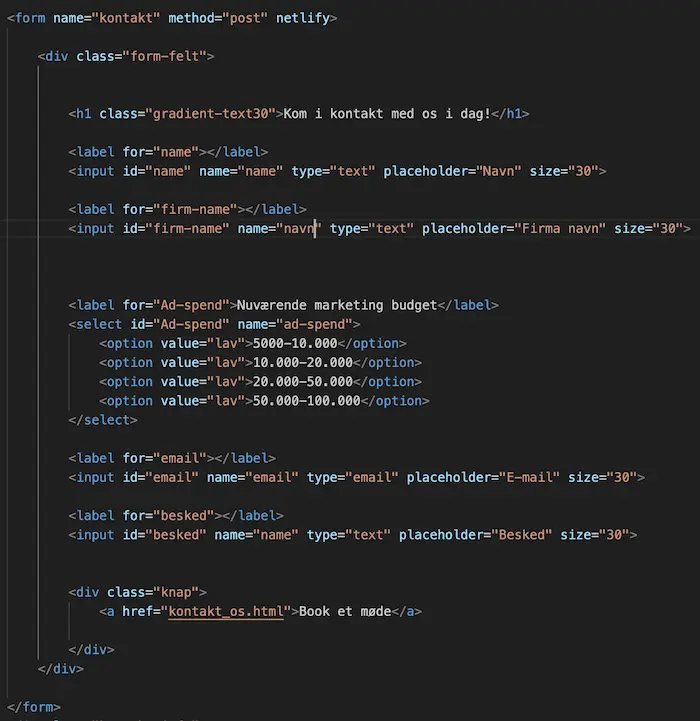 <form name="kontakt" method="post" netlify>
<div class="form-felt">
<h1 class="gradient-text30">Kom i kontakt med os i dag!</h1>
<label for="name"></label>
<input id="name" name="name" type="text" placeholder="Navn" size="30">
<label for="firm-name"></label>
<input id="firm-name" name="navn" type="text" placeholder="Firma navn" size="30">
<label for="Ad-spend">Nuværende marketing budget</label>
<select id="Ad-spend" name="ad-spend">
<option value="lav">5000-10.000</option>
<option value="lav">10.000-20.000</option>
<option value="lav">20.000-50.000</option>
<option value="lav">50.000-100.000</option>
</select>
<label for="email"></label>
<input id="email" name="email" type="email" placeholder="E-mail" size="30">
<label for="besked"></label>
<input id="besked" name="name" type="text" placeholder="Besked" size="30">
<div class="knap">
<a href="kontakt_os.html">Book et møde</a>
</div>
</div>
</form>